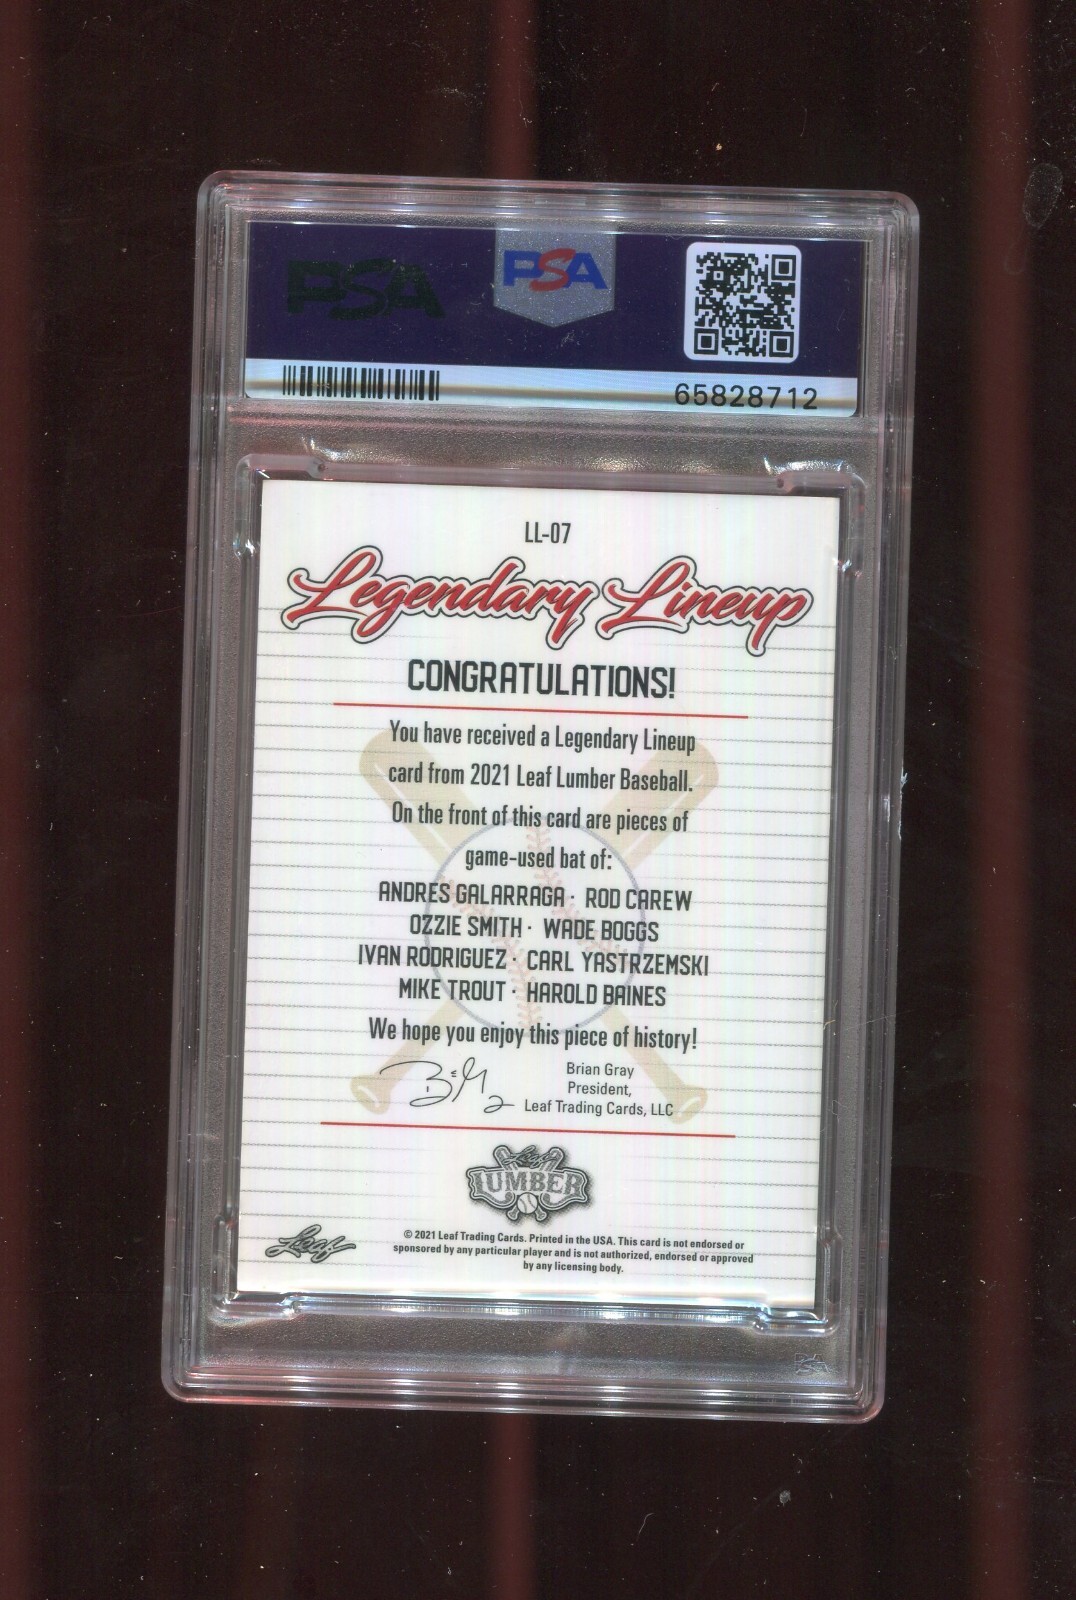 PSA
PSA
65828712
LL-07
Legendary Lineup
CONGRATULATIONS!
You have received a Legendary Lineup
card from 2021 Leaf Lumber Baseball.
On the front of this card are pieces of
game-used bat of:
ANDRES GALARRAGA · ROD CAREW
OZZIE SMITH · WADE BOGGS
IVAN RODRIGUEZ · CARL YASTRZEMSKI
MIKE TROUT · HAROLD BAINES
We hope you enjoy this piece of history!
Brian Gray
President,
Leaf Trading Cards, LLC
Leaf
LUMBER
Leaf
© 2021 Leaf Trading Cards. Printed in the USA. This card is not endorsed or
sponsored by any particular player and is not authorized, endorsed or approved
by any licensing body.
PSA